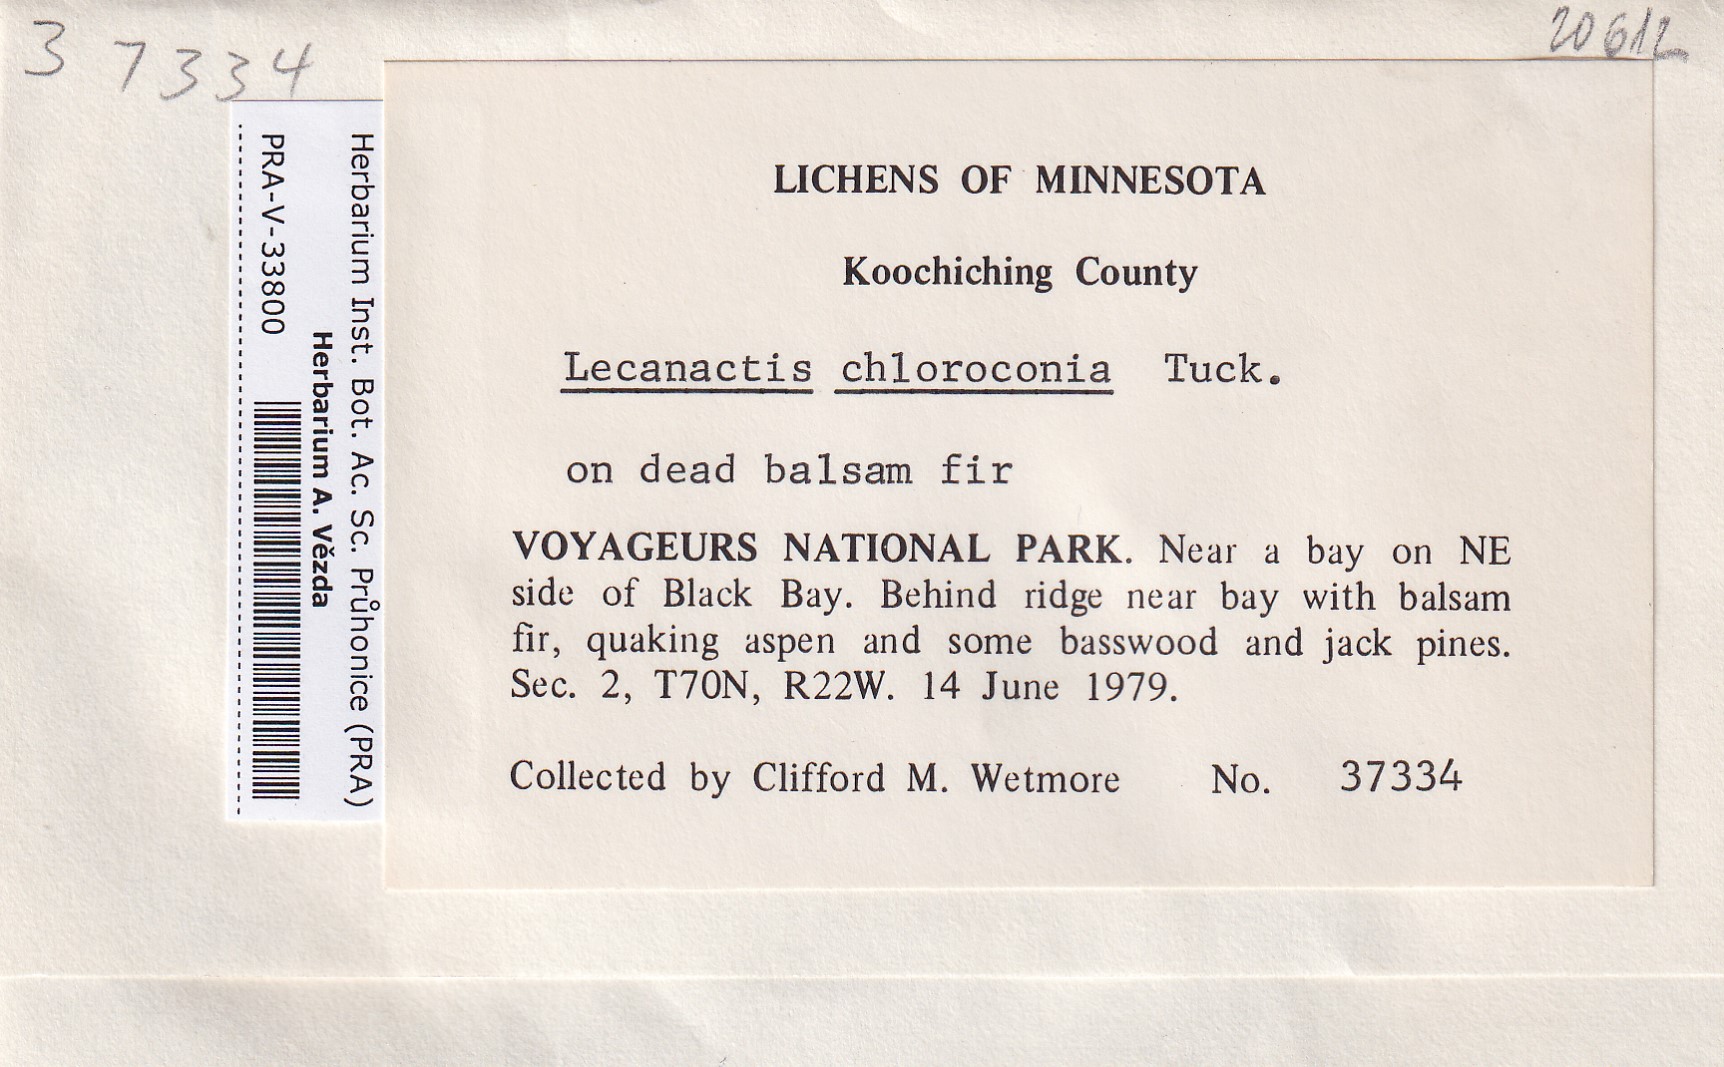 37334
20612
Herbarium Inst. Bot. Ac. Sc. Průhonice (PRA)
Herbarium A. Vězda
PRA-V-33800
LICHENS OF MINNESOTA
Koochiching County
Lecanactis chloroconia Tuck.
on dead balsam fir
VOYAGEURS NATIONAL PARK. Near a bay on NE
side of Black Bay. Behind ridge near bay with balsam
fir, quaking aspen and some basswood and jack pines.
Sec. 2, T70N, R22W. 14 June 1979.
Collected by Clifford M. Wetmore No. 37334